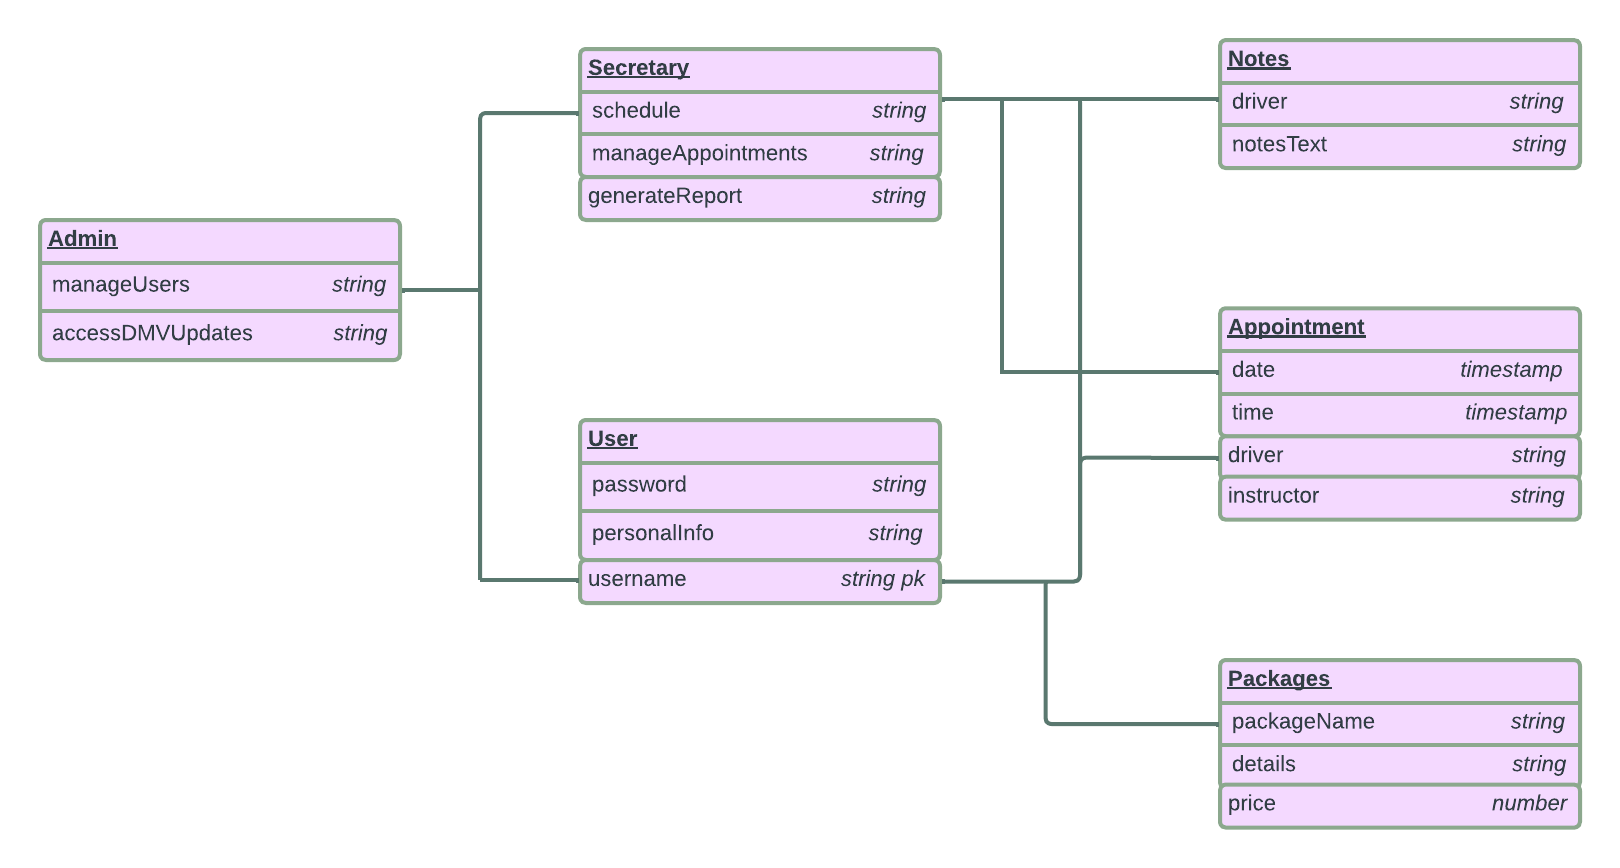 Admin
manageUsers string
accessDMVUpdates string
Secretary
schedule string
manageAppointments string
generateReport string
User
password string
personalInfo string
username string pk
Notes
driver string
notesText string
Appointment
date timestamp
time timestamp
driver string
instructor string
Packages
packageName string
details string
price number